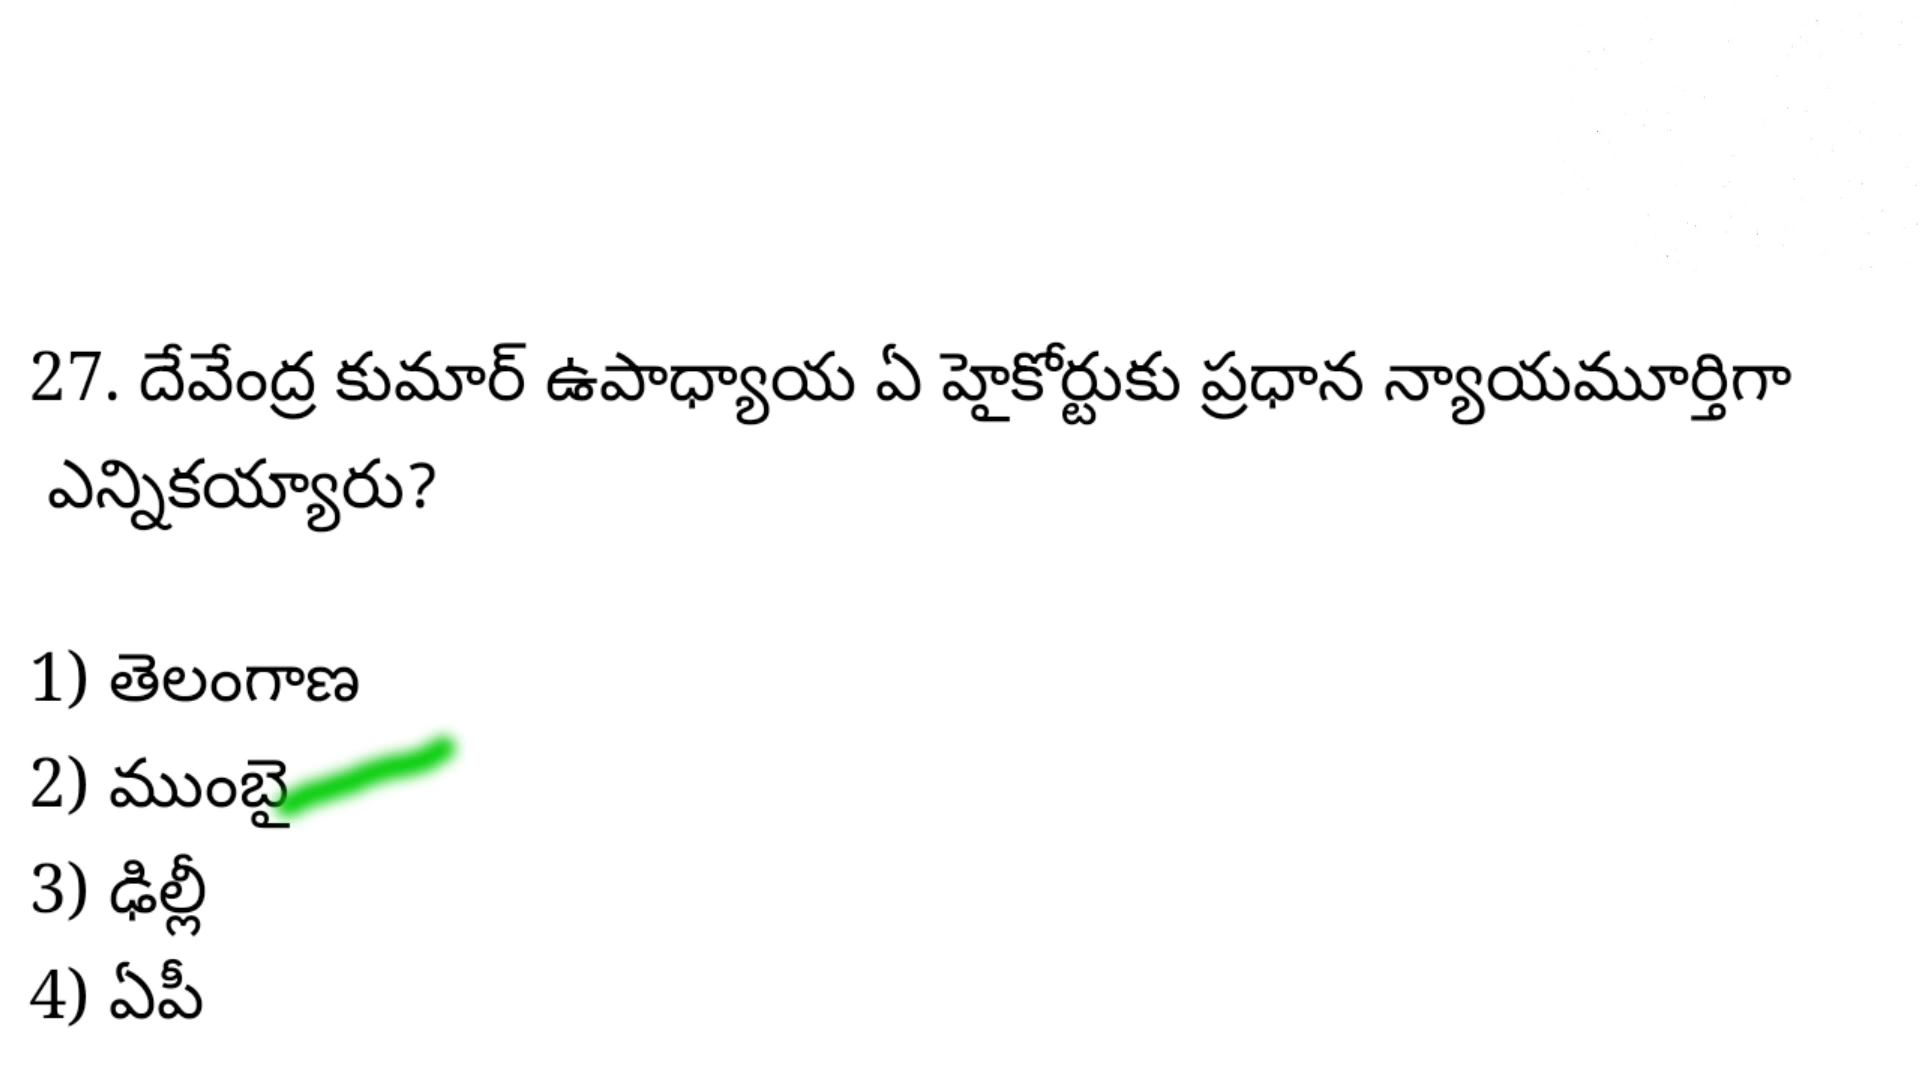 27. దేవేంద్ర కుమార్ ఉపాధ్యాయ ఏ హైకోర్టుకు ప్రధాన న్యాయమూర్తిగా
ఎన్నికయ్యారు?
1) తెలంగాణ
2) ముంబై
3) ఢిల్లీ
4) ఏపీ